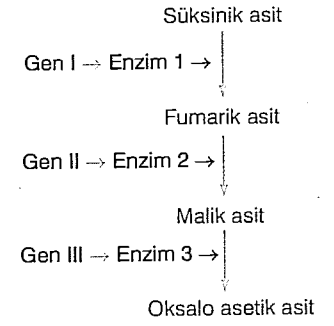 Süksinik asit
Gen I → Enzim 1 →
Fumarik asit
Gen II → Enzim 2 →
Malik asit
Gen III → Enzim 3 →
Oksalo asetik asit